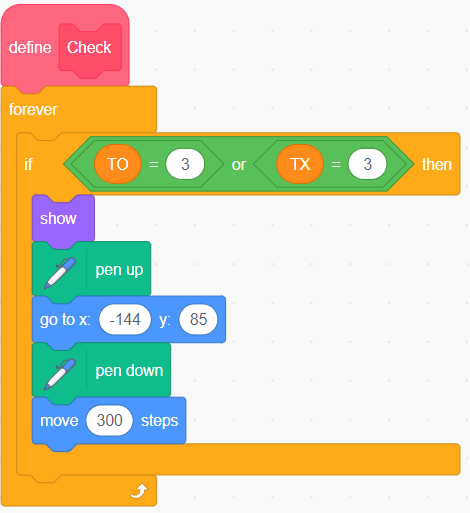 define Check
forever
if TO = 3 or TX = 3 then
show
pen up
go to x: -144 y: 85
pen down
move 300 steps